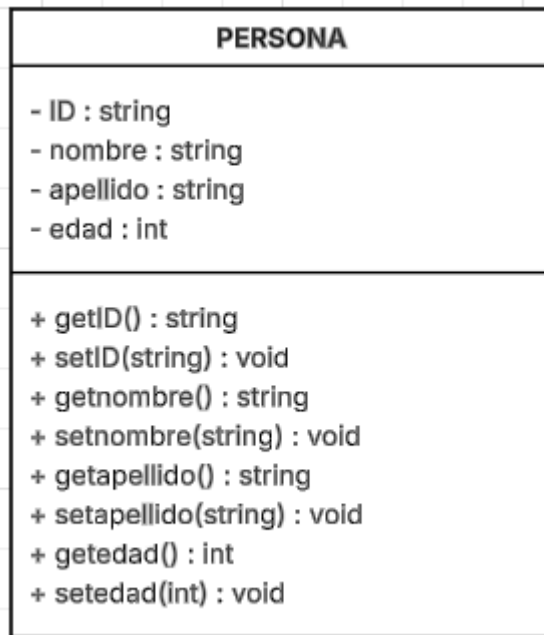 PERSONA
- ID : string
- nombre : string
- apellido : string
- edad : int
+ getID() : string
+ setID(string) : void
+ getnombre() : string
+ setnombre(string) : void
+ getapellido() : string
+ setapellido(string) : void
+ getedad() : int
+ setedad(int) : void